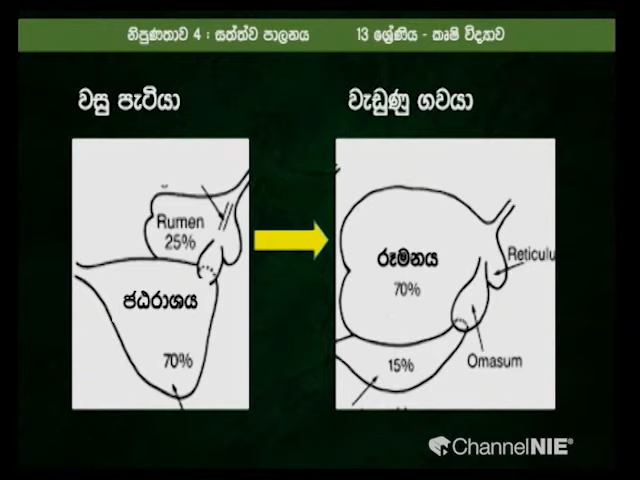 නිපුණතාව 4 : සත්ත්ව පාලනය 13 ශ්‍රේණිය - කෘෂි විද්‍යාව
වසු පැටියා
වැඩුණු ගවයා
Rumen
25%
ජඨරාශය
70%
රූමනය
70%
Reticulu
15%
Omasum
ChannelNIE